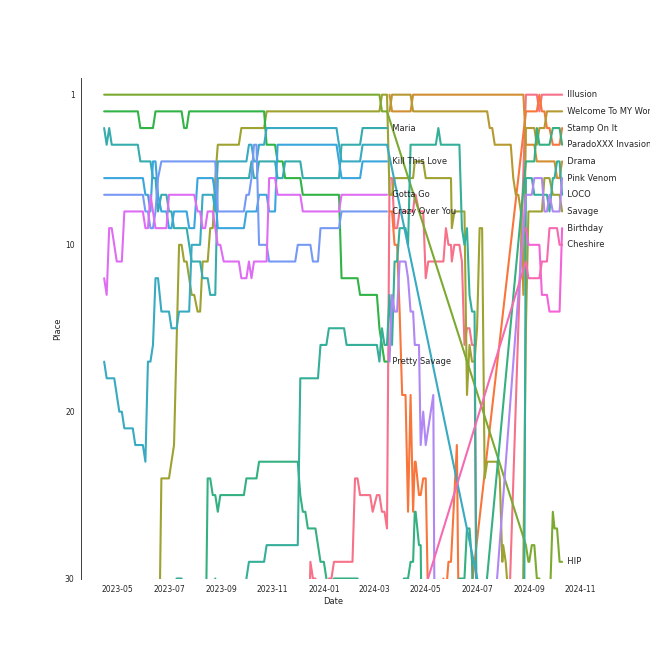 1
Illusion
Welcome To MY Wor
Stamp On It
Maria
ParadoXXX Invasion
Kill This Love
Drama
Pink Venom
Gotta Go
LOCO
Crazy Over You
Savage
Birthday
10
Cheshire
Place
Pretty Savage
20
HIP
30
2023-05 2023-07 2023-09 2023-11 2024-01 2024-03 2024-05 2024-07 2024-09 2024-11
Date